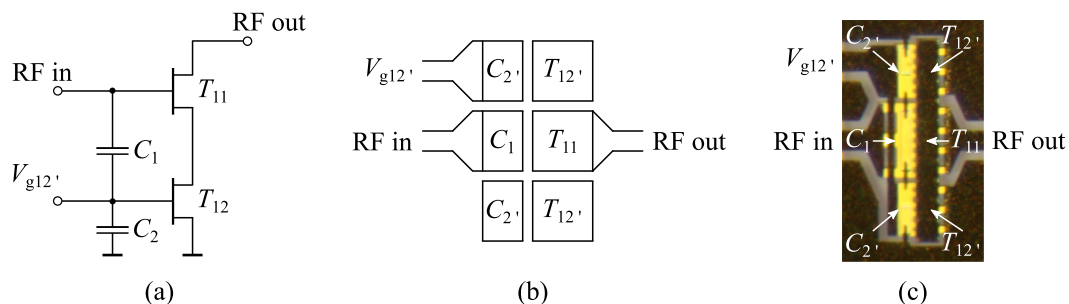 RF out
RF in
T11
C1
Vg12'
T12
C2
(a)
Vg12'
C2'
T12'
RF in
C1
T11
RF out
C2'
T12'
(b)
C2'
T12'
Vg12'
RF in
C1
T11
RF out
C2'
T12'
(c)